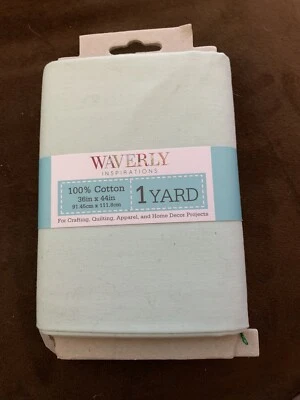 WAVERLY
INSPIRATIONS
100% Cotton
36in x 44in
91.45cm x 111.8cm
1 YARD
For Crafting, Quilting, Apparel, and Home Decor Projects